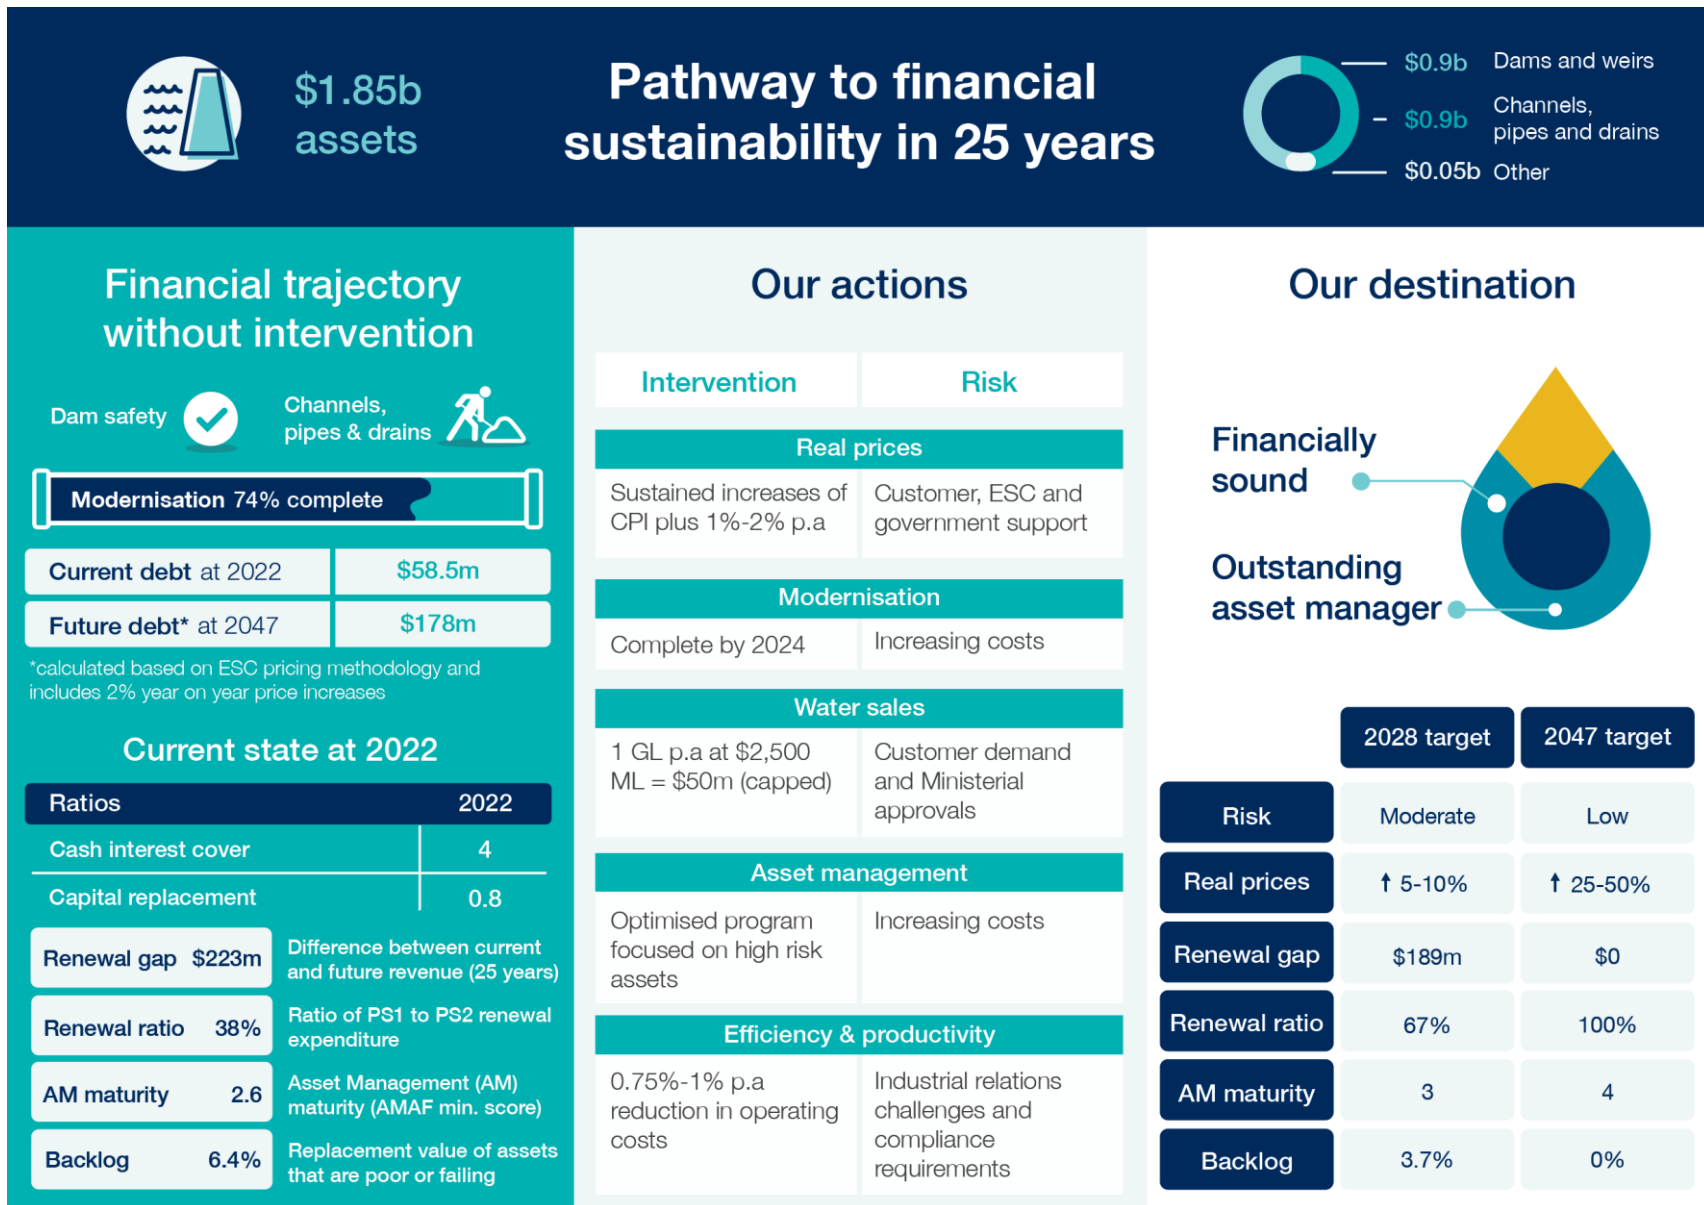 $1.85b
assets
Pathway to financial
sustainability in 25 years
$0.9b Dams and weirs
$0.9b Channels,
pipes and drains
$0.05b Other
Financial trajectory
without intervention
Dam safety
Channels,
pipes & drains
Modernisation 74% complete
Current debt at 2022 $58.5m
Future debt* at 2047 $178m
*calculated based on ESC pricing methodology and
includes 2% year on year price increases
Current state at 2022
Ratios 2022
Cash interest cover 4
Capital replacement 0.8
Renewal gap $223m
Difference between current
and future revenue (25 years)
Renewal ratio 38%
Ratio of PS1 to PS2 renewal
expenditure
AM maturity 2.6
Asset Management (AM)
maturity (AMAF min. score)
Backlog 6.4%
Replacement value of assets
that are poor or failing
Our actions
Intervention Risk
Real prices
Sustained increases of
CPI plus 1%-2% p.a
Customer, ESC and
government support
Modernisation
Complete by 2024
Increasing costs
Water sales
1 GL p.a at $2,500
ML = $50m (capped)
Customer demand
and Ministerial
approvals
Asset management
Optimised program
focused on high risk
assets
Increasing costs
Efficiency & productivity
0.75%-1% p.a
reduction in operating
costs
Industrial relations
challenges and
compliance
requirements
Our destination
Financially
sound
Outstanding
asset manager
2028 target 2047 target
Risk Moderate Low
Real prices ↑ 5-10% ↑ 25-50%
Renewal gap $189m $0
Renewal ratio 67% 100%
AM maturity 3 4
Backlog 3.7% 0%